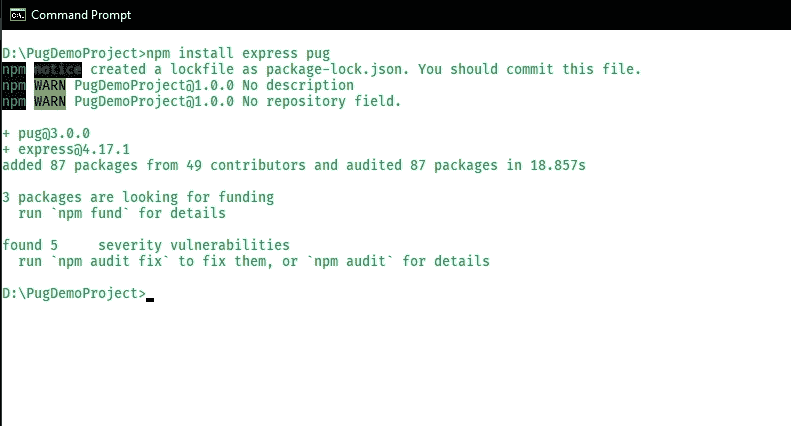 Command Prompt
D:\PugDemoProject>npm install express pug
npm notice created a lockfile as package-lock.json. You should commit this file.
npm WARN PugDemoProject@1.0.0 No description
npm WARN PugDemoProject@1.0.0 No repository field.
+ pug@3.0.0
+ express@4.17.1
added 87 packages from 49 contributors and audited 87 packages in 18.857s
3 packages are looking for funding
run `npm fund` for details
found 5 severity vulnerabilities
run `npm audit fix` to fix them, or `npm audit` for details
D:\PugDemoProject>